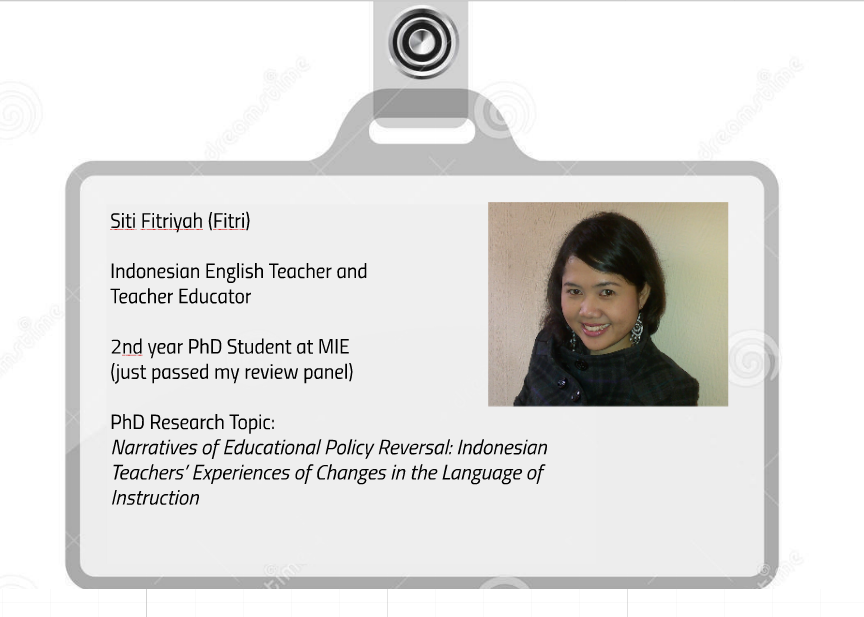 Siti Fitriyah (Fitri)
Indonesian English Teacher and
Teacher Educator
2nd year PhD Student at MIE
(just passed my review panel)
PhD Research Topic:
Narratives of Educational Policy Reversal: Indonesian
Teachers' Experiences of Changes in the Language of
Instruction
dreamstime
dreamstime